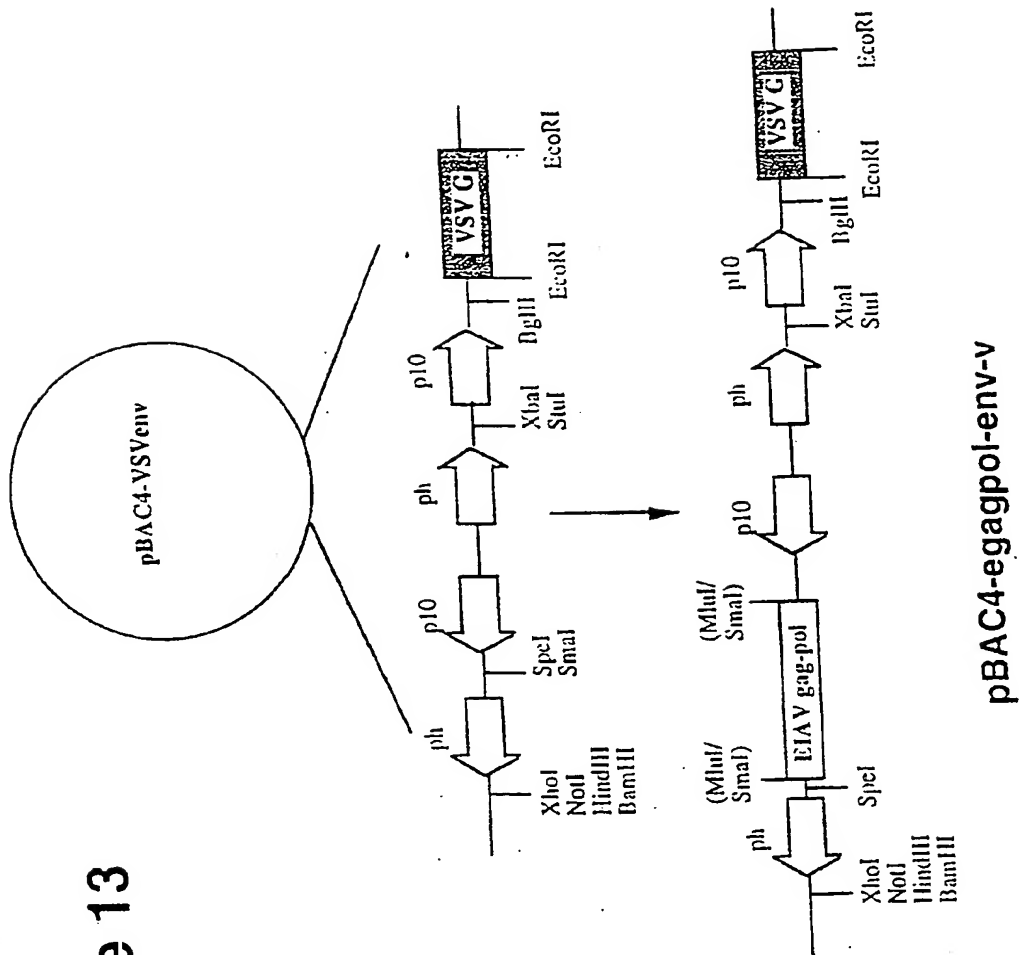 e 13
pBAC4-VSVenv
ph
p10
ph
p10
VSV G
XhoI
NotI
HindIII
BamHI
SpeI
SmaI
XbaI
StuI
BglII
EcoRI
EcoRI
ph
(MluI/
SmaI)
EIAV gag-pol
(MluI/
SmaI)
p10
ph
p10
VSV G
XhoI
NotI
HindIII
BamHI
SpeI
XbaI
StuI
BglII
EcoRI
EcoRI
pBAC4-egagpol-env-v